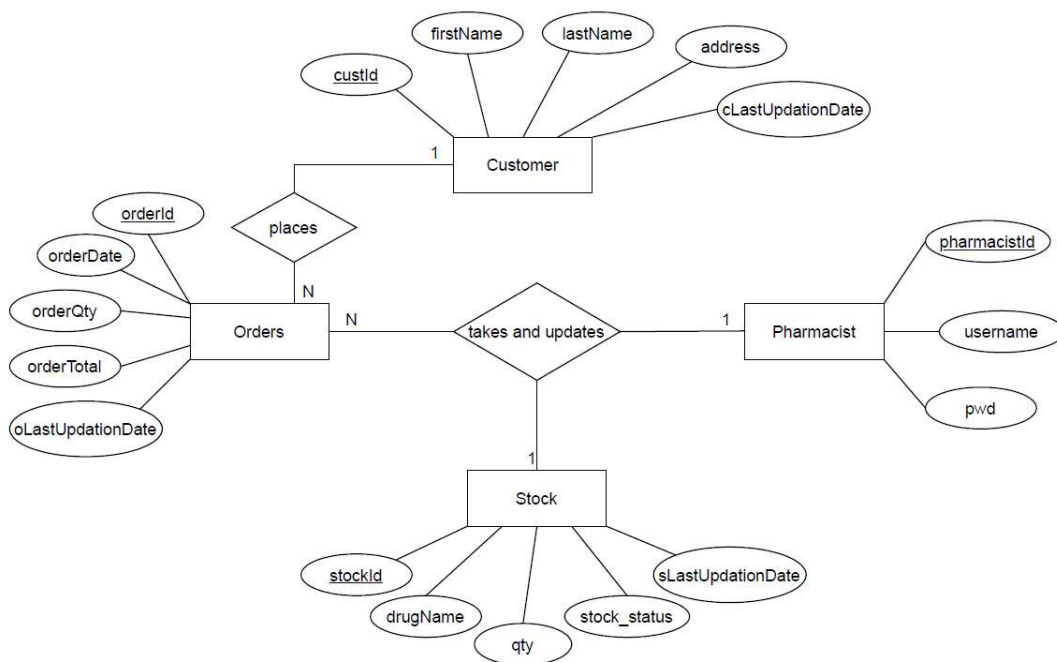 firstName
lastName
address
custId
cLastUpdationDate
1
Customer
orderId
places
orderDate
pharmacistId
N
orderQty
Orders
N
takes and updates
1
Pharmacist
username
orderTotal
pwd
oLastUpdationDate
1
Stock
stockId
sLastUpdationDate
drugName
stock_status
qty